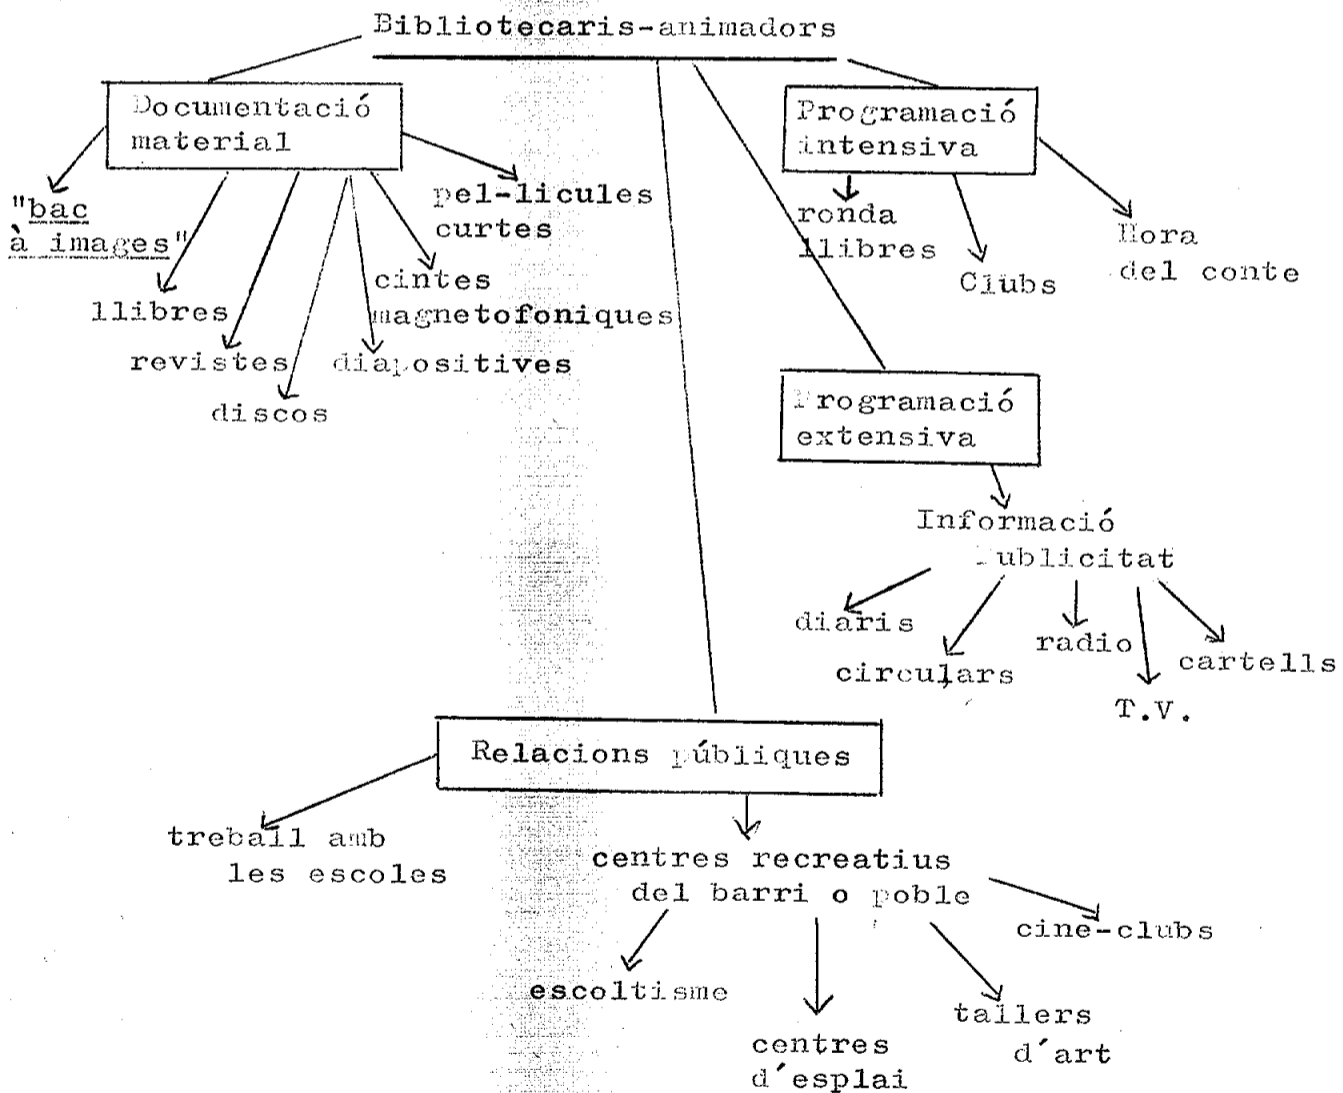 Bibliotecaris-animadors
Documentació
material
"bac
à images"
llibres
revistes
discos
diapositives
cintes
magnetofoniques
pel-licules
curtes
Programació
intensiva
ronda
llibres
Clubs
Hora
del conte
Programació
extensiva
Informació
Publicitat
diaris
circulars
radio
T.V.
cartells
Relacions públiques
treball amb
les escoles
centres recreatius
del barri o poble
escoltisme
centres
d'esplai
tallers
d'art
cine-clubs